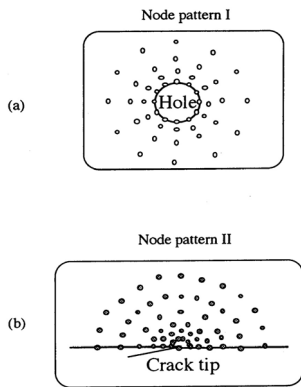 Node pattern I
(a)
Hole
Node pattern II
(b)
Crack tip